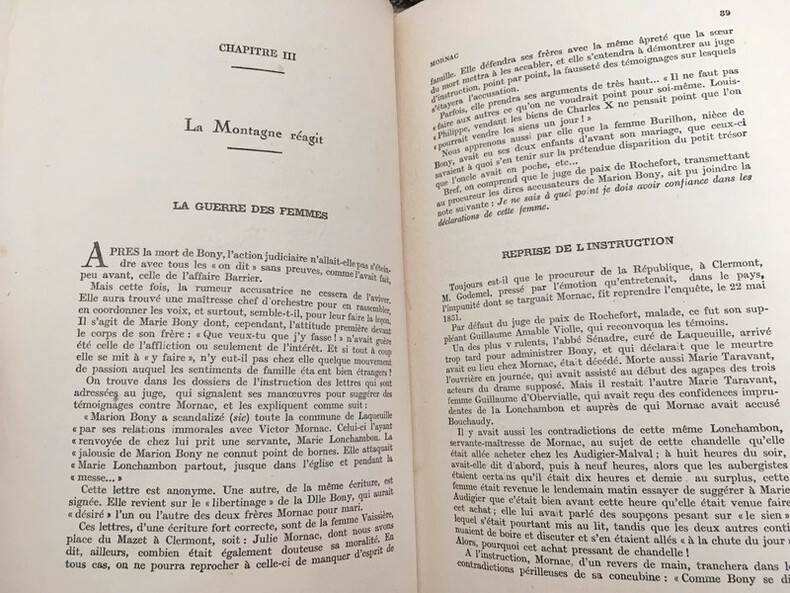 CHAPITRE III
La Montagne réagit
LA GUERRE DES FEMMES
APRES la mort de Bony, l'action judiciaire n'allait-elle pas s'étein-
dre avec tous les « on dit » sans preuves, comme l'avait fait,
peu avant, celle de l'affaire Barrier.
Mais cette fois, la rumeur accusatrice ne cessera de l'aviver.
Elle aura trouvé une maîtresse chef d'orchestre pour en rassembler,
en coordonner les voix, et surtout, semble-t-il, pour leur faire la leçon.
Il s'agit de Marie Bony dont, cependant, l'attitude première devant
le corps de son frère : « Que veux-tu que j'y fasse ! » n'avait guère
été celle de l'affliction ou seulement de l'intérêt. Et si tout à coup
elle se mit à « y faire », n'y eut-il pas chez elle quelque mouvement
de passion auquel les sentiments de famille éta ent bien étrangers !
On trouve dans les dossiers de l'instruction des lettres qui sont
adressées au juge, qui signalent ses manœuvres pour suggérer des
témoignages contre Mornac, et les expliquent comme suit :
« Marion Bony a scandalizé (sic) toute la commune de Laqueille
« par ses relations immorales avec Victor Mornac. Celui-ci l'ayant
« renvoyée de chez lui prit une servante, Marie Lonchambon. La
« jalousie de Marion Bony ne connut point de bornes. Elle attaquait
« Marie Lonchambon partout, jusque dans l'église et pendant la
« messe... »
Cette lettre est anonyme. Une autre, de la même écriture, est
signée. Elle revient sur le « libertinage » de la Dlle Bony, qui aurait
« désiré » l'un ou l'autre des deux frères Mornac pour mari.
Ces lettres, d'une écriture fort correcte, sont de la femme Vaissière,
place du Mazet à Clermont, soit : Julie Mornac, dont nous avons
dit, ailleurs, combien était également douteuse sa moralité. En
tous cas, on ne pourra reprocher à celle-ci de manquer d'esprit de
MORNAC
89
famille. Elle défendra ses frères avec la même âpreté que la sœur
du mort mettra à les accabler, et elle s'entendra à démontrer au juge
d'instruction, point par point, la fausseté des témoignages sur lesquels
s'étayera l'accusation.
Parfois, elle prendra ses arguments de très haut... « Il ne faut pas
« faire aux autres ce qu'on ne voudrait point pour soi-même. Louis-
« Philippe, vendant les biens de Charles X ne pensait point que l'on
« pourrait vendre les siens un jour ! »
Nous apprenons aussi par elle que la femme Burilhon, nièce de
Bony, avait eu ses deux enfants d'avant son mariage, que ceux-ci
savaient à quoi s'en tenir sur la prétendue disparition du petit trésor
que l'oncle avait en poche, etc...
Bref, on comprend que le juge de paix de Rochefort, transmettant
au procureur les dires accusateurs de Marion Bony, ait pu joindre la
note suivante : Je ne sais à quel point je dois avoir confiance dans les
déclarations de cette femme.
REPRISE DE L INSTRUCTION
Toujours est-il que le procureur de la République, à Clermont,
M. Godemel, pressé par l'émotion qu'entretenait, dans le pays,
l'impunité dont se targuait Mornac, fit reprendre l'enquête, le 22 mai
1851.
Par défaut du juge de paix de Rochefort, malade, ce fut son sup-
pléant Guillaume Amable Violle, qui reconvoqua les témoins.
Un des plus v rulents, l'abbé Sénadre, curé de Laqueuille, arrivé
trop tard pour administrer Bony, et qui déclarait que le meurtre
avait eu lieu chez Mornac, était décédé. Morte aussi Marie Taravant,
l'ouvrière en journée, qui avait assisté au début des agapes des trois
acteurs du drame supposé. Mais il restait l'autre Marie Taravant,
femme Guillaume d'Obervialle, qui avait reçu des confidences impru-
dentes de la Lonchambon et auprès de qui Mornac avait accusé
Bouchaudy.
Il y avait aussi les contradictions de cette même Lonchambon,
servante-maîtresse de Mornac, au sujet de cette chandelle qu'elle
était allée acheter chez les Audigier-Malval ; à huit heures du soir,
avait-elle dit d'abord, puis à neuf heures, alors que les aubergistes
étaient certa ns qu'il était dix heures et demie au surplus, cette
femme était revenue le lendemain matin essayer de suggérer à Marie
Audigier que c'était bien avant cette heure qu'elle était venue faire
cet achat ; elle lui avait parlé des soupçons pesant sur « le sien »
lequel s'était pourtant mis au lit, tandis que les deux autres conti
nuaient de boire et discuter et s'en étaient allés « à la chute du jour »
Alors, pourquoi cet achat pressant de chandelle !
A l'instruction, Mornac, d'un revers de main, tranchera dans le
contradictions périlleuses de sa concubine : « Comme Bony se di